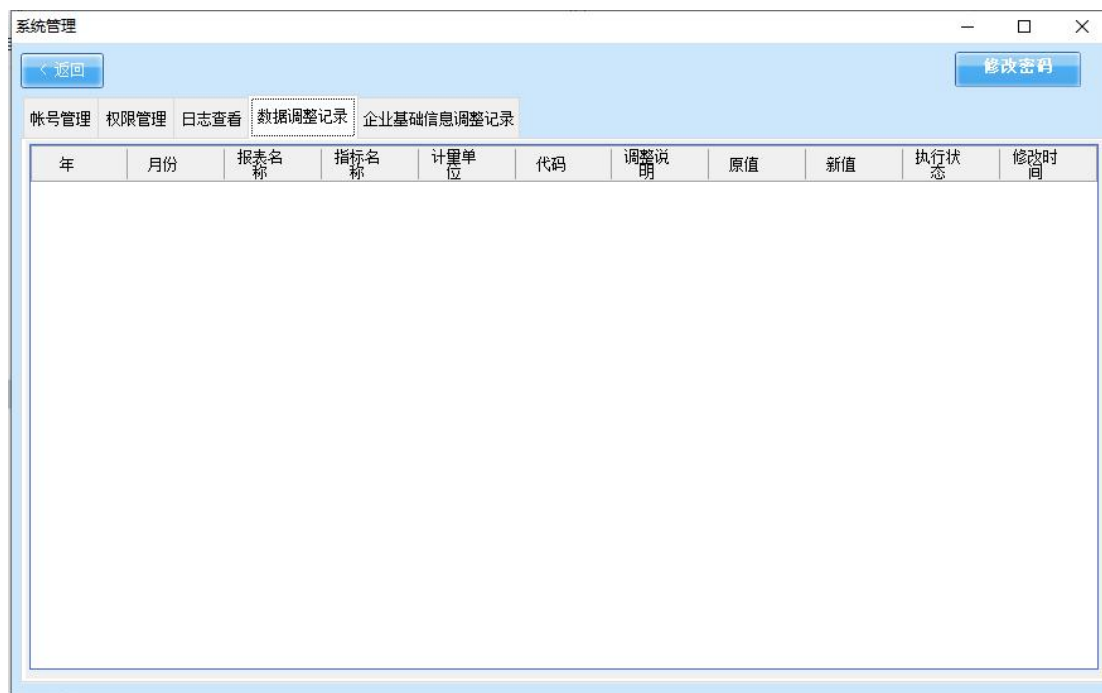 系统管理
< 返回
修改密码
帐号管理 权限管理 日志查看 数据调整记录 企业基础信息调整记录
年 月份 报表名称 指标名称 计量单位 代码 调整说明 原值 新值 执行状态 修改时间